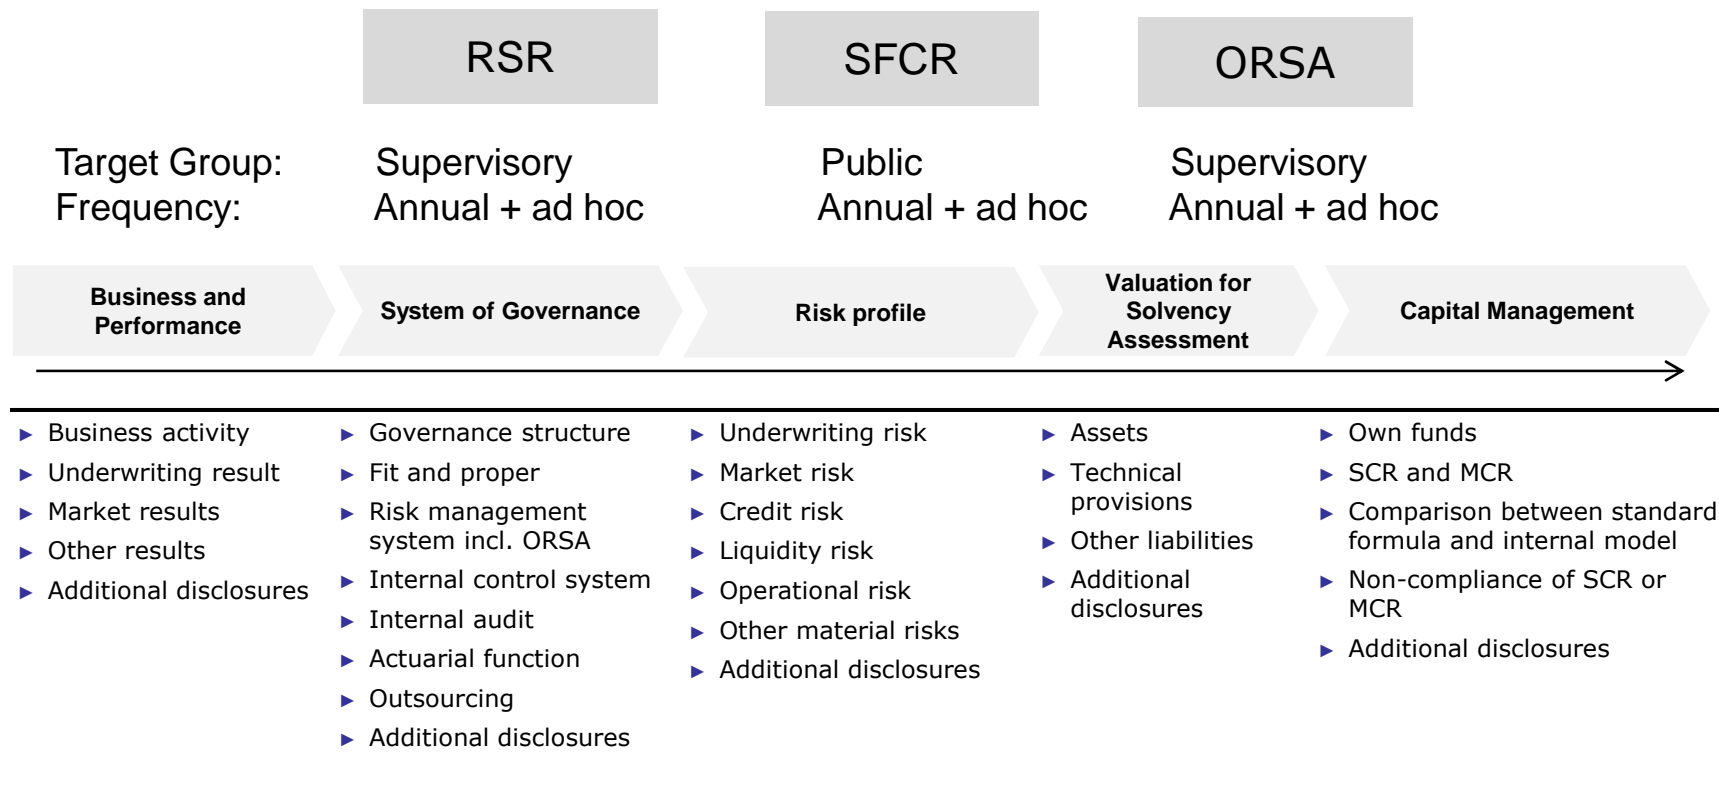 RSR SFCR ORSA
Target Group: Supervisory Public Supervisory
Frequency: Annual + ad hoc Annual + ad hoc Annual + ad hoc
Business and
Performance
System of Governance
Risk profile
Valuation for
Solvency
Assessment
Capital Management
► Business activity
► Underwriting result
► Market results
► Other results
► Additional disclosures
► Governance structure
► Fit and proper
► Risk management
system incl. ORSA
► Internal control system
► Internal audit
► Actuarial function
► Outsourcing
► Additional disclosures
► Underwriting risk
► Market risk
► Credit risk
► Liquidity risk
► Operational risk
► Other material risks
► Additional disclosures
► Assets
► Technical
provisions
► Other liabilities
► Additional
disclosures
► Own funds
► SCR and MCR
► Comparison between standard
formula and internal model
► Non-compliance of SCR or
MCR
► Additional disclosures